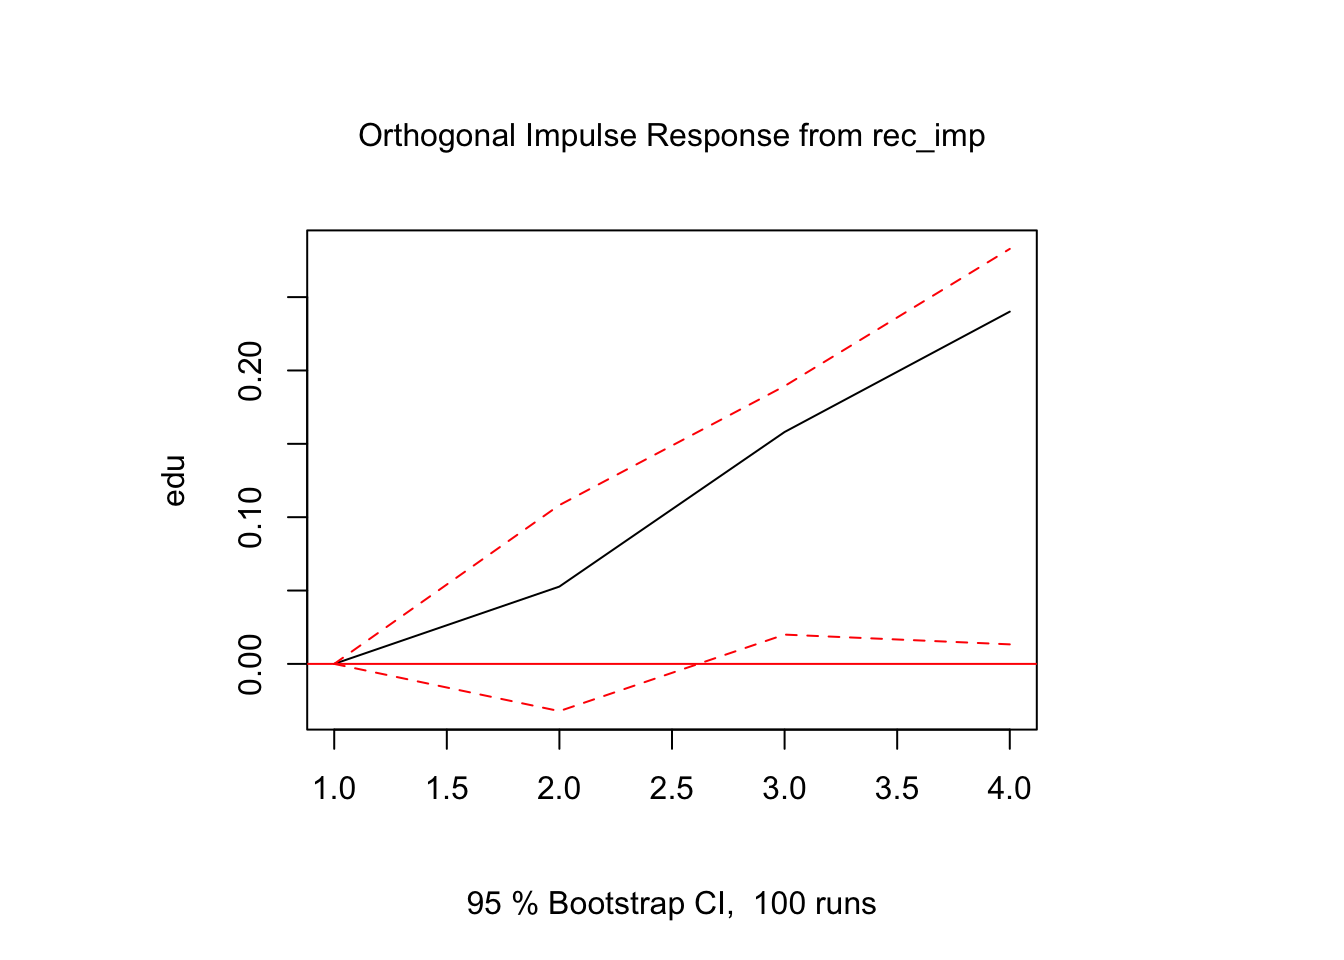 Orthogonal Impulse Response from rec_imp
edu
0.20
0.10
0.00
1.0 1.5 2.0 2.5 3.0 3.5 4.0
95 % Bootstrap CI,  100 runs